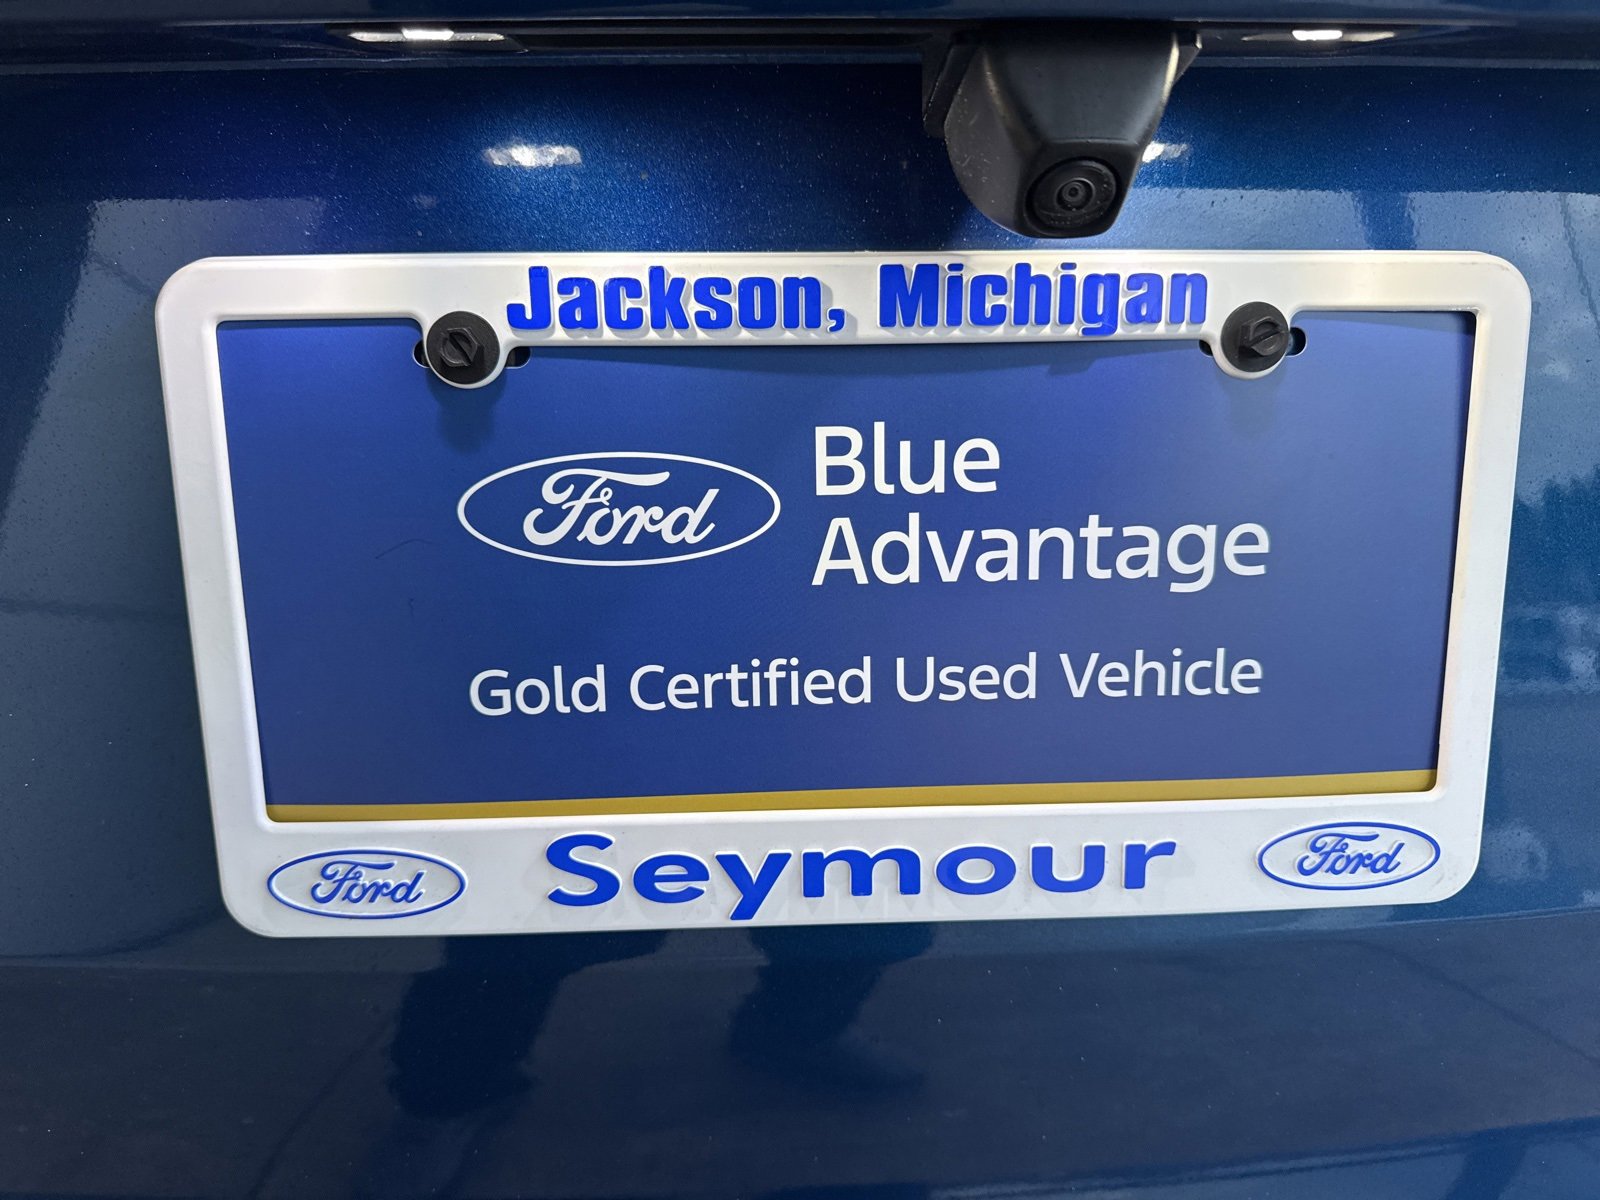 Jackson, Michigan
Ford
Blue
Advantage
Gold Certified Used Vehicle
Ford
Seymour
Ford